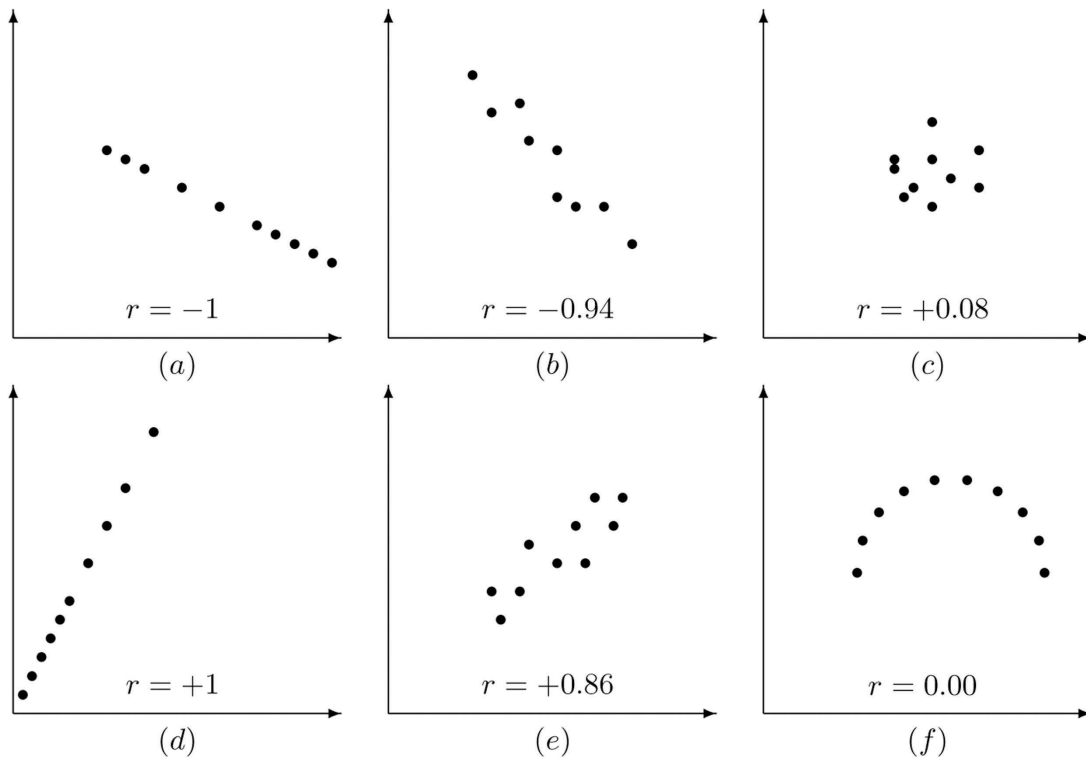 r = −1
r = −0.94
r = +0.08
(a)
(b)
(c)
r = +1
r = +0.86
r = 0.00
(d)
(e)
(f)